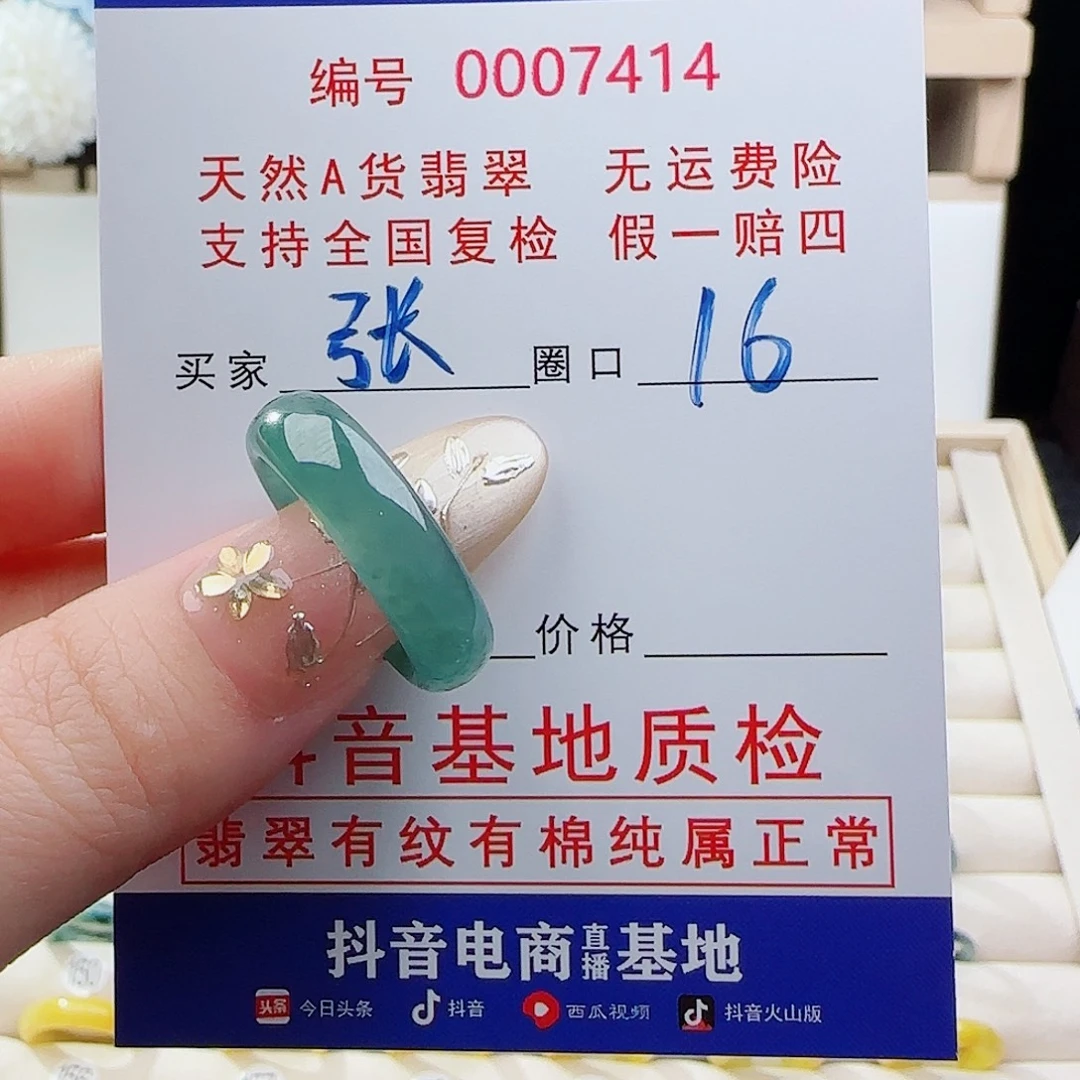 编号 0007414
天然A货翡翠 无运费险
支持全国复检 假一赔四
买家 张 圈口 16
价格
音基地质检
翡翠有纹有棉纯属正常
抖音电商直播基地
头条 今日头条 抖音 西瓜视频 抖音火山版